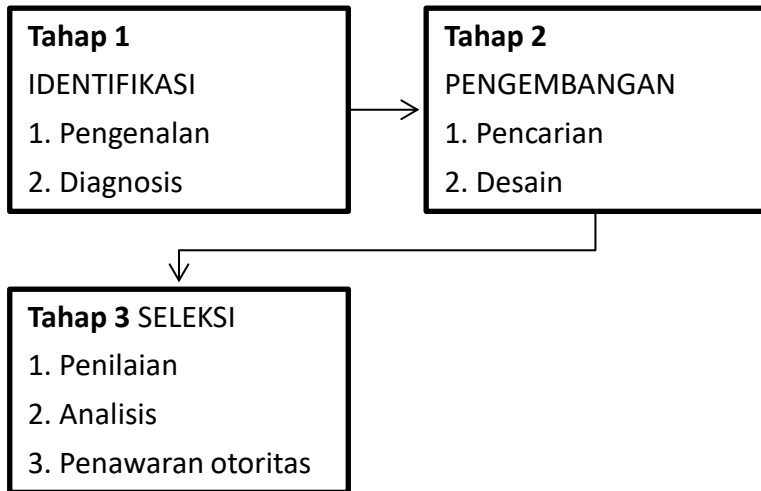 Tahap 1
IDENTIFIKASI
1. Pengenalan
2. Diagnosis
Tahap 2
PENGEMBANGAN
1. Pencarian
2. Desain
Tahap 3 SELEKSI
1. Penilaian
2. Analisis
3. Penawaran otoritas